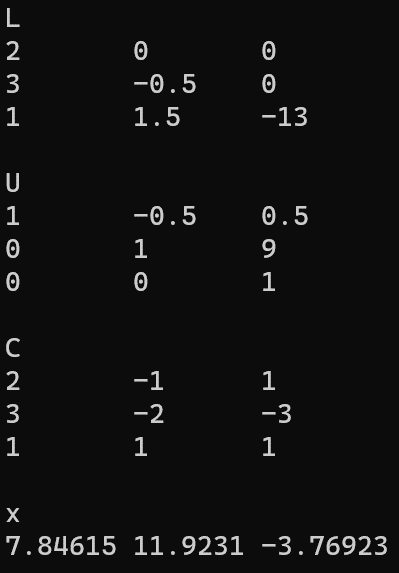 L
2 0 0
3 -0.5 0
1 1.5 -13
U
1 -0.5 0.5
0 1 9
0 0 1
C
2 -1 1
3 -2 -3
1 1 1
x
7.84615 11.9231 -3.76923